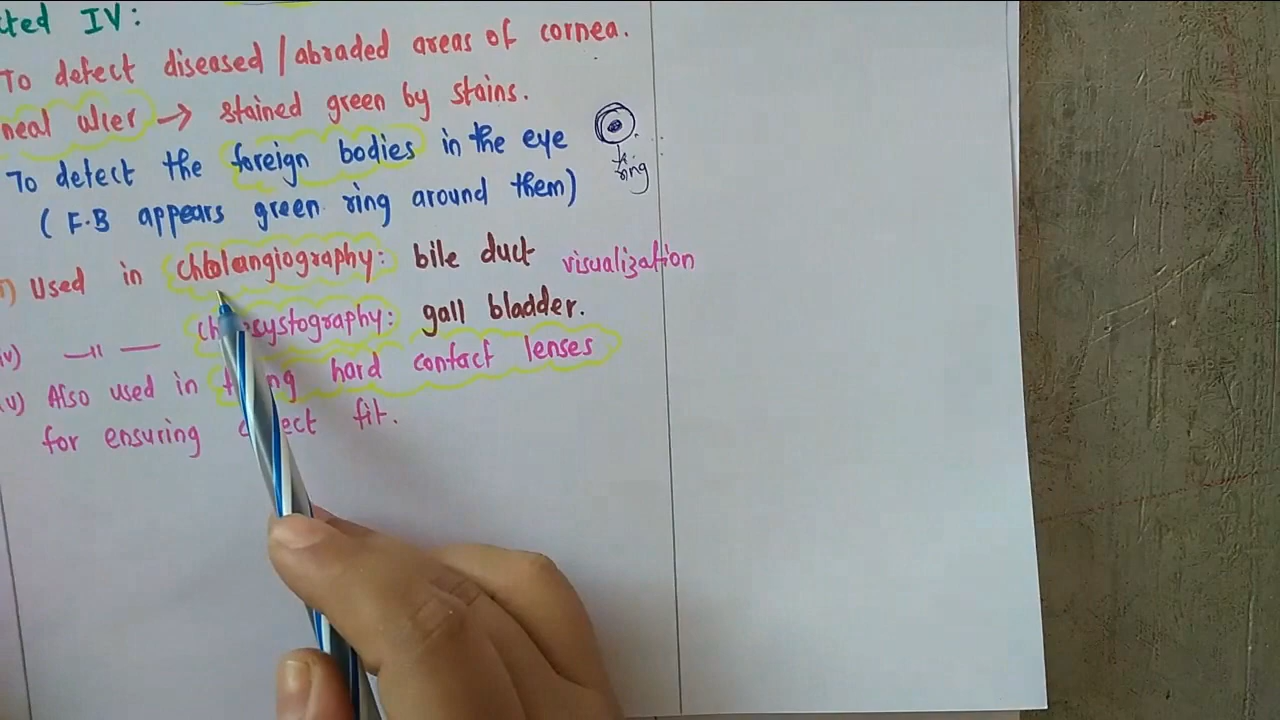 cted IV:
To detect diseased / abraded areas of cornea.
neal ulcer → stained green by stains.
To detect the foreign bodies in the eye
ring
( F.B appears green ring around them)
Used in cholangiography: bile duct visualization
iv) —"— gall bladder.
v) Also used in hard contact lenses
for ensuring fit.